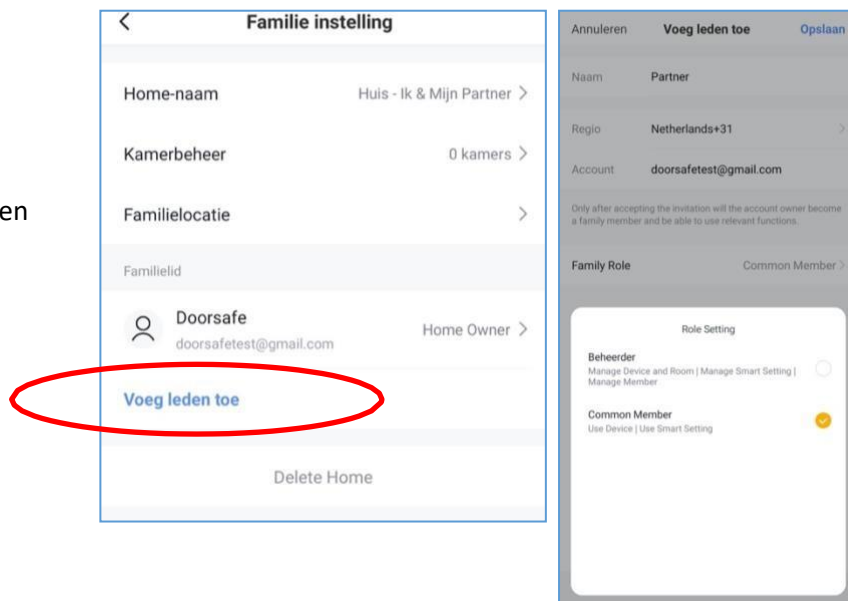 en
Familie instelling
Home-naam Huis - Ik & Mijn Partner
Kamerbeheer 0 kamers
Familielocatie
Familielid
Doorsafe
doorsafetest@gmail.com
Home Owner
Voeg leden toe
Delete Home
Annuleren Voeg leden toe Opslaan
Naam Partner
Regio Netherlands+31
Account doorsafetest@gmail.com
Only after accepting the invitation will the account owner become
a family member and be able to use relevant functions.
Family Role Common Member
Role Setting
Beheerder
Manage Device and Room | Manage Smart Setting |
Manage Member
Common Member
Use Device | Use Smart Setting